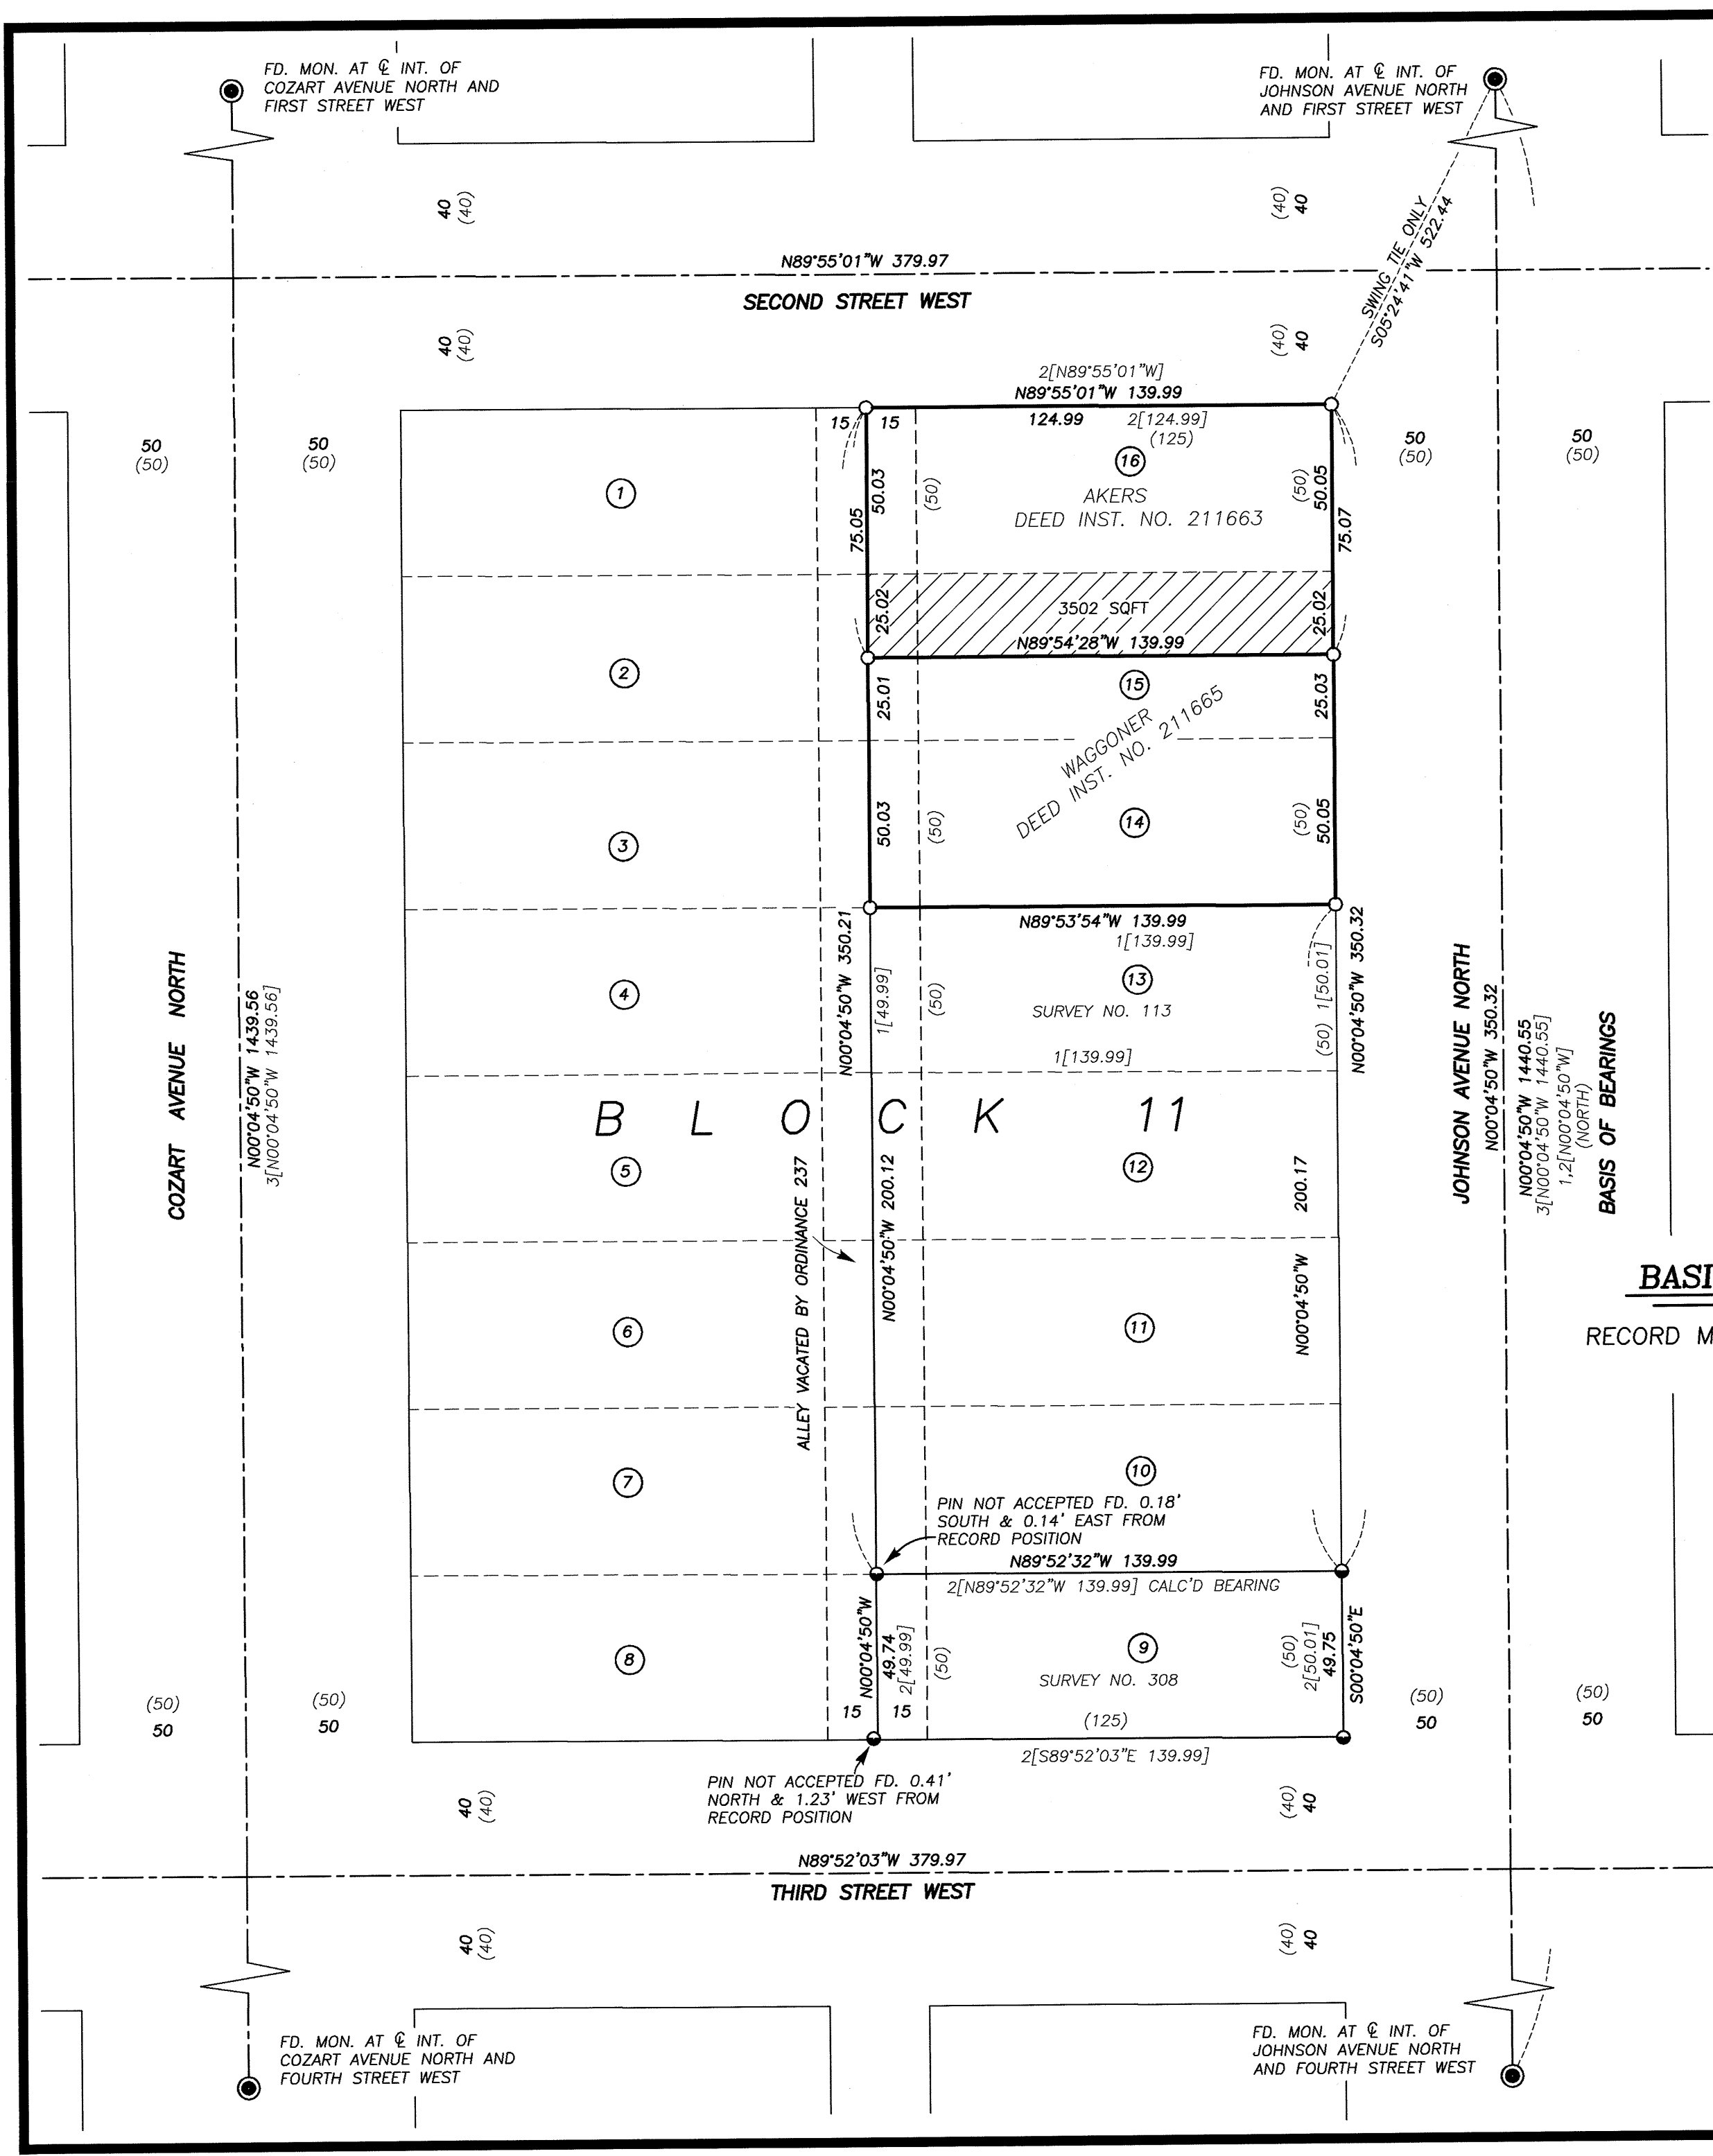 FD. MON. AT ℄ INT. OF
COZART AVENUE NORTH AND
FIRST STREET WEST
FD. MON. AT ℄ INT. OF
JOHNSON AVENUE NORTH
AND FIRST STREET WEST
40
(40)
(40)
40
SWING TIE ONLY
S05°24'41"W 522.44
N89°55'01"W 379.97
SECOND STREET WEST
40
(40)
(40)
40
2[N89°55'01"W]
N89°55'01"W 139.99
15
15
124.99
2[124.99]
(125)
50
(50)
50
(50)
50
(50)
50
(50)
1
16
AKERS
DEED INST. NO. 211663
75.05
50.03
(50)
(50)
50.05
75.07
25.02
3502 SQFT
25.02
N89°54'28"W 139.99
2
25.01
15
25.03
WAGGONER
DEED INST. NO. 211665
3
50.03
(50)
14
(50)
50.05
N89°53'54"W 139.99
1[139.99]
N00°04'50"W 350.21
N00°04'50"W 350.32
4
1[49.99]
(50)
13
SURVEY NO. 113
(50) 1[50.01]
1[139.99]
COZART AVENUE NORTH
N00°04'50"W 1439.56
3[N00°04'50"W 1439.56]
JOHNSON AVENUE NORTH
N00°04'50"W 350.32
N00°04'50"W 1440.55
3[N00°04'50"W 1440.55]
1,2[N00°04'50"W]
(NORTH)
BASIS OF BEARINGS
BLOCK 11
5
12
ALLEY VACATED BY ORDINANCE 237
N00°04'50"W 200.12
200.17
N00°04'50"W
BASI
RECORD M
6
11
7
10
PIN NOT ACCEPTED FD. 0.18'
SOUTH & 0.14' EAST FROM
RECORD POSITION
N89°52'32"W 139.99
2[N89°52'32"W 139.99] CALC'D BEARING
8
N00°04'50"W
49.74
2[49.99]
(50)
9
SURVEY NO. 308
(50)
2[50.01]
49.75
S00°04'50"E
15
15
(125)
(50)
50
(50)
50
(50)
50
(50)
50
2[S89°52'03"E 139.99]
PIN NOT ACCEPTED FD. 0.41'
NORTH & 1.23' WEST FROM
RECORD POSITION
40
(40)
(40)
40
N89°52'03"W 379.97
THIRD STREET WEST
40
(40)
(40)
40
FD. MON. AT ℄ INT. OF
COZART AVENUE NORTH AND
FOURTH STREET WEST
FD. MON. AT ℄ INT. OF
JOHNSON AVENUE NORTH
AND FOURTH STREET WEST